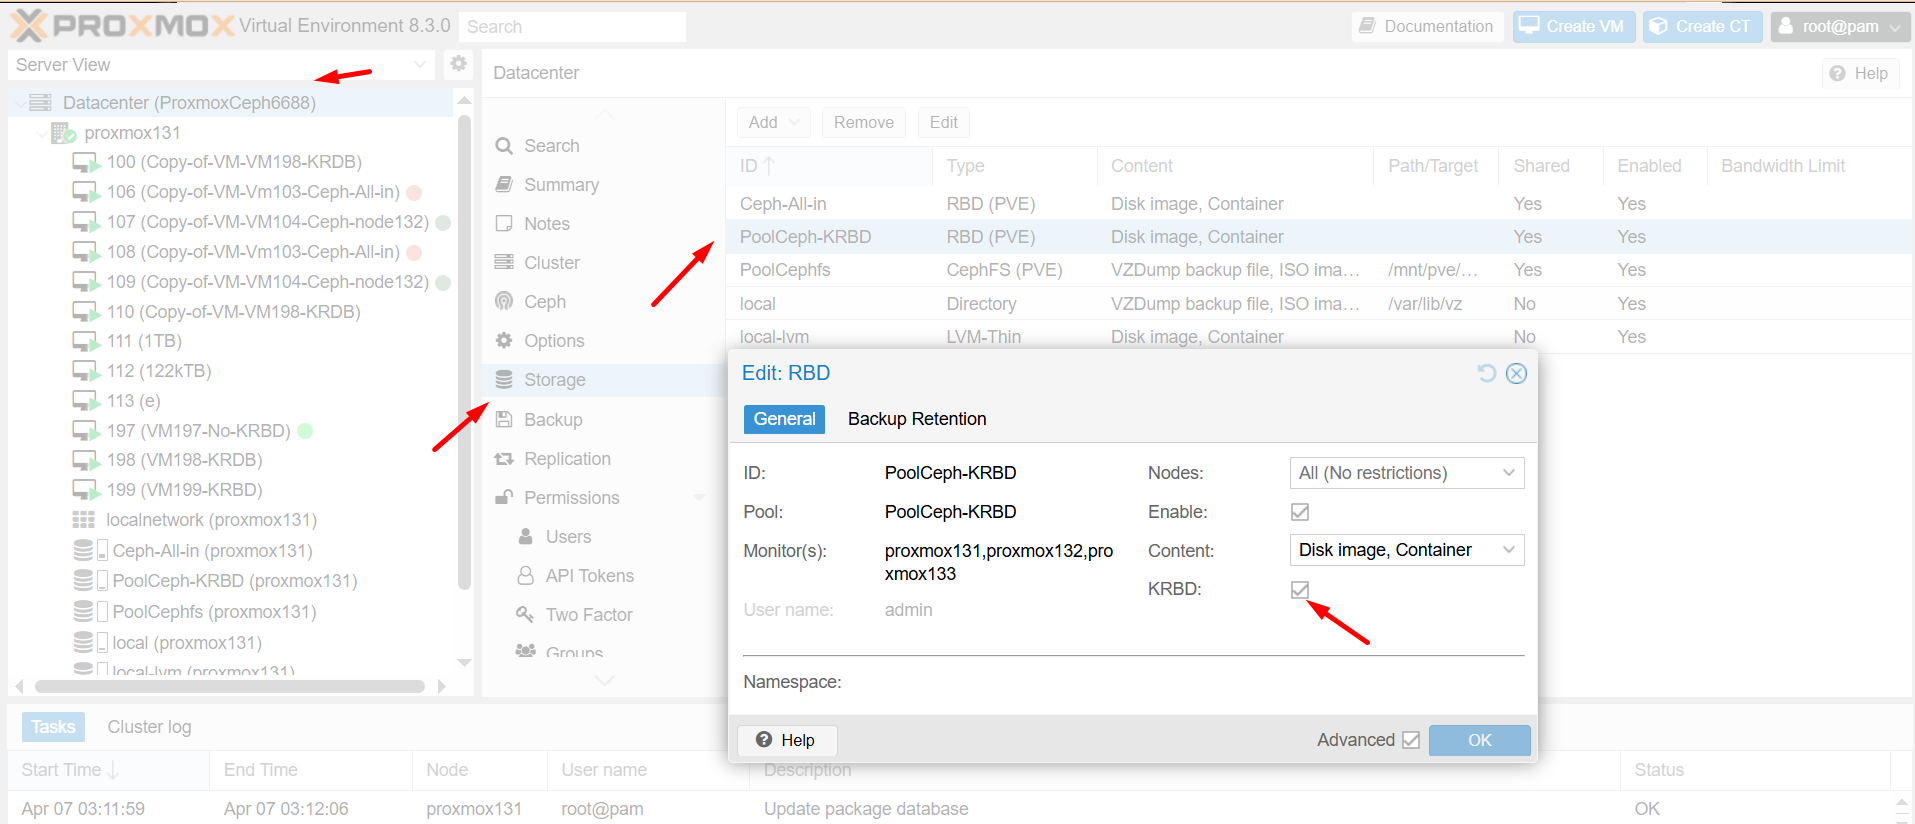 PROXMOX Virtual Environment 8.3.0 Search Documentation Create VM Create CT root@pam
Server View
Datacenter (ProxmoxCeph6688)
proxmox131
100 (Copy-of-VM-VM198-KRDB)
106 (Copy-of-VM-Vm103-Ceph-All-in)
107 (Copy-of-VM-VM104-Ceph-node132)
108 (Copy-of-VM-Vm103-Ceph-All-in)
109 (Copy-of-VM-VM104-Ceph-node132)
110 (Copy-of-VM-VM198-KRDB)
111 (1TB)
112 (122kTB)
113 (e)
197 (VM197-No-KRBD)
198 (VM198-KRDB)
199 (VM199-KRBD)
localnetwork (proxmox131)
Ceph-All-in (proxmox131)
PoolCeph-KRBD (proxmox131)
PoolCephfs (proxmox131)
local (proxmox131)
local-lvm (proxmox131)
Datacenter
Help
Search
Summary
Notes
Cluster
Ceph
Options
Storage
Backup
Replication
Permissions
Users
API Tokens
Two Factor
Groups
Add Remove Edit
ID Type Content Path/Target Shared Enabled Bandwidth Limit
Ceph-All-in RBD (PVE) Disk image, Container Yes Yes
PoolCeph-KRBD RBD (PVE) Disk image, Container Yes Yes
PoolCephfs CephFS (PVE) VZDump backup file, ISO ima... /mnt/pve/... Yes Yes
local Directory VZDump backup file, ISO ima... /var/lib/vz No Yes
local-lvm LVM-Thin Disk image, Container No Yes
Edit: RBD
General Backup Retention
ID: PoolCeph-KRBD
Pool: PoolCeph-KRBD
Monitor(s): proxmox131,proxmox132,pro
xmox133
User name: admin
Nodes: All (No restrictions)
Enable:
Content: Disk image, Container
KRBD:
Namespace:
Help Advanced OK
Tasks Cluster log
Start Time End Time Node User name Description Status
Apr 07 03:11:59 Apr 07 03:12:06 proxmox131 root@pam Update package database OK